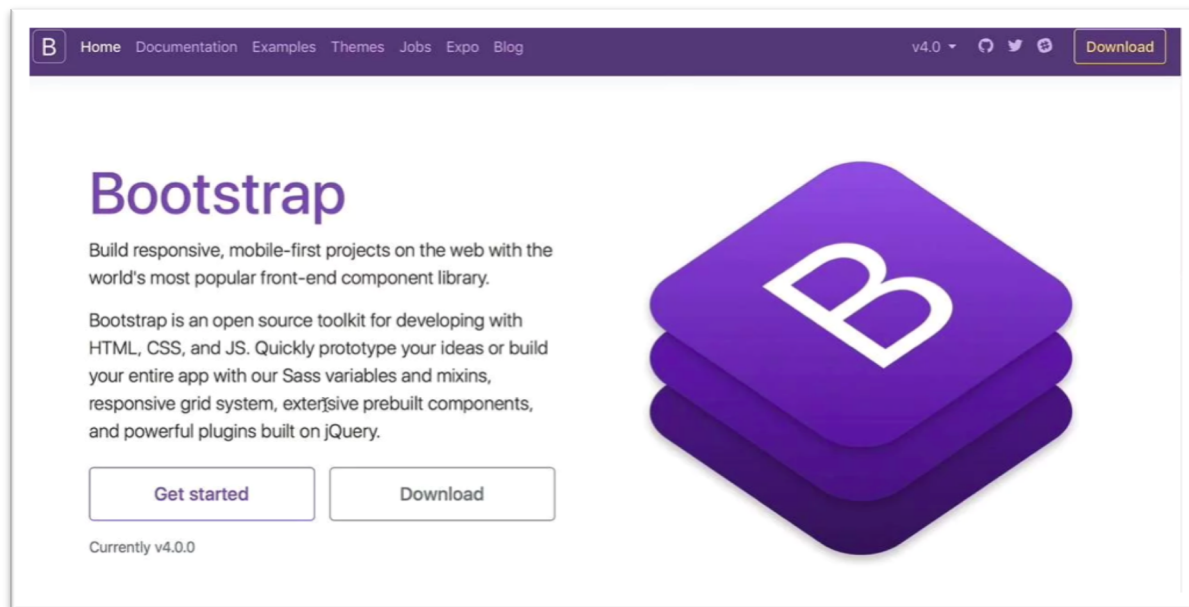 B Home Documentation Examples Themes Jobs Expo Blog v4.0 Download
Bootstrap
Build responsive, mobile-first projects on the web with the
world's most popular front-end component library.
Bootstrap is an open source toolkit for developing with
HTML, CSS, and JS. Quickly prototype your ideas or build
your entire app with our Sass variables and mixins,
responsive grid system, extensive prebuilt components,
and powerful plugins built on jQuery.
Get started Download
Currently v4.0.0
B